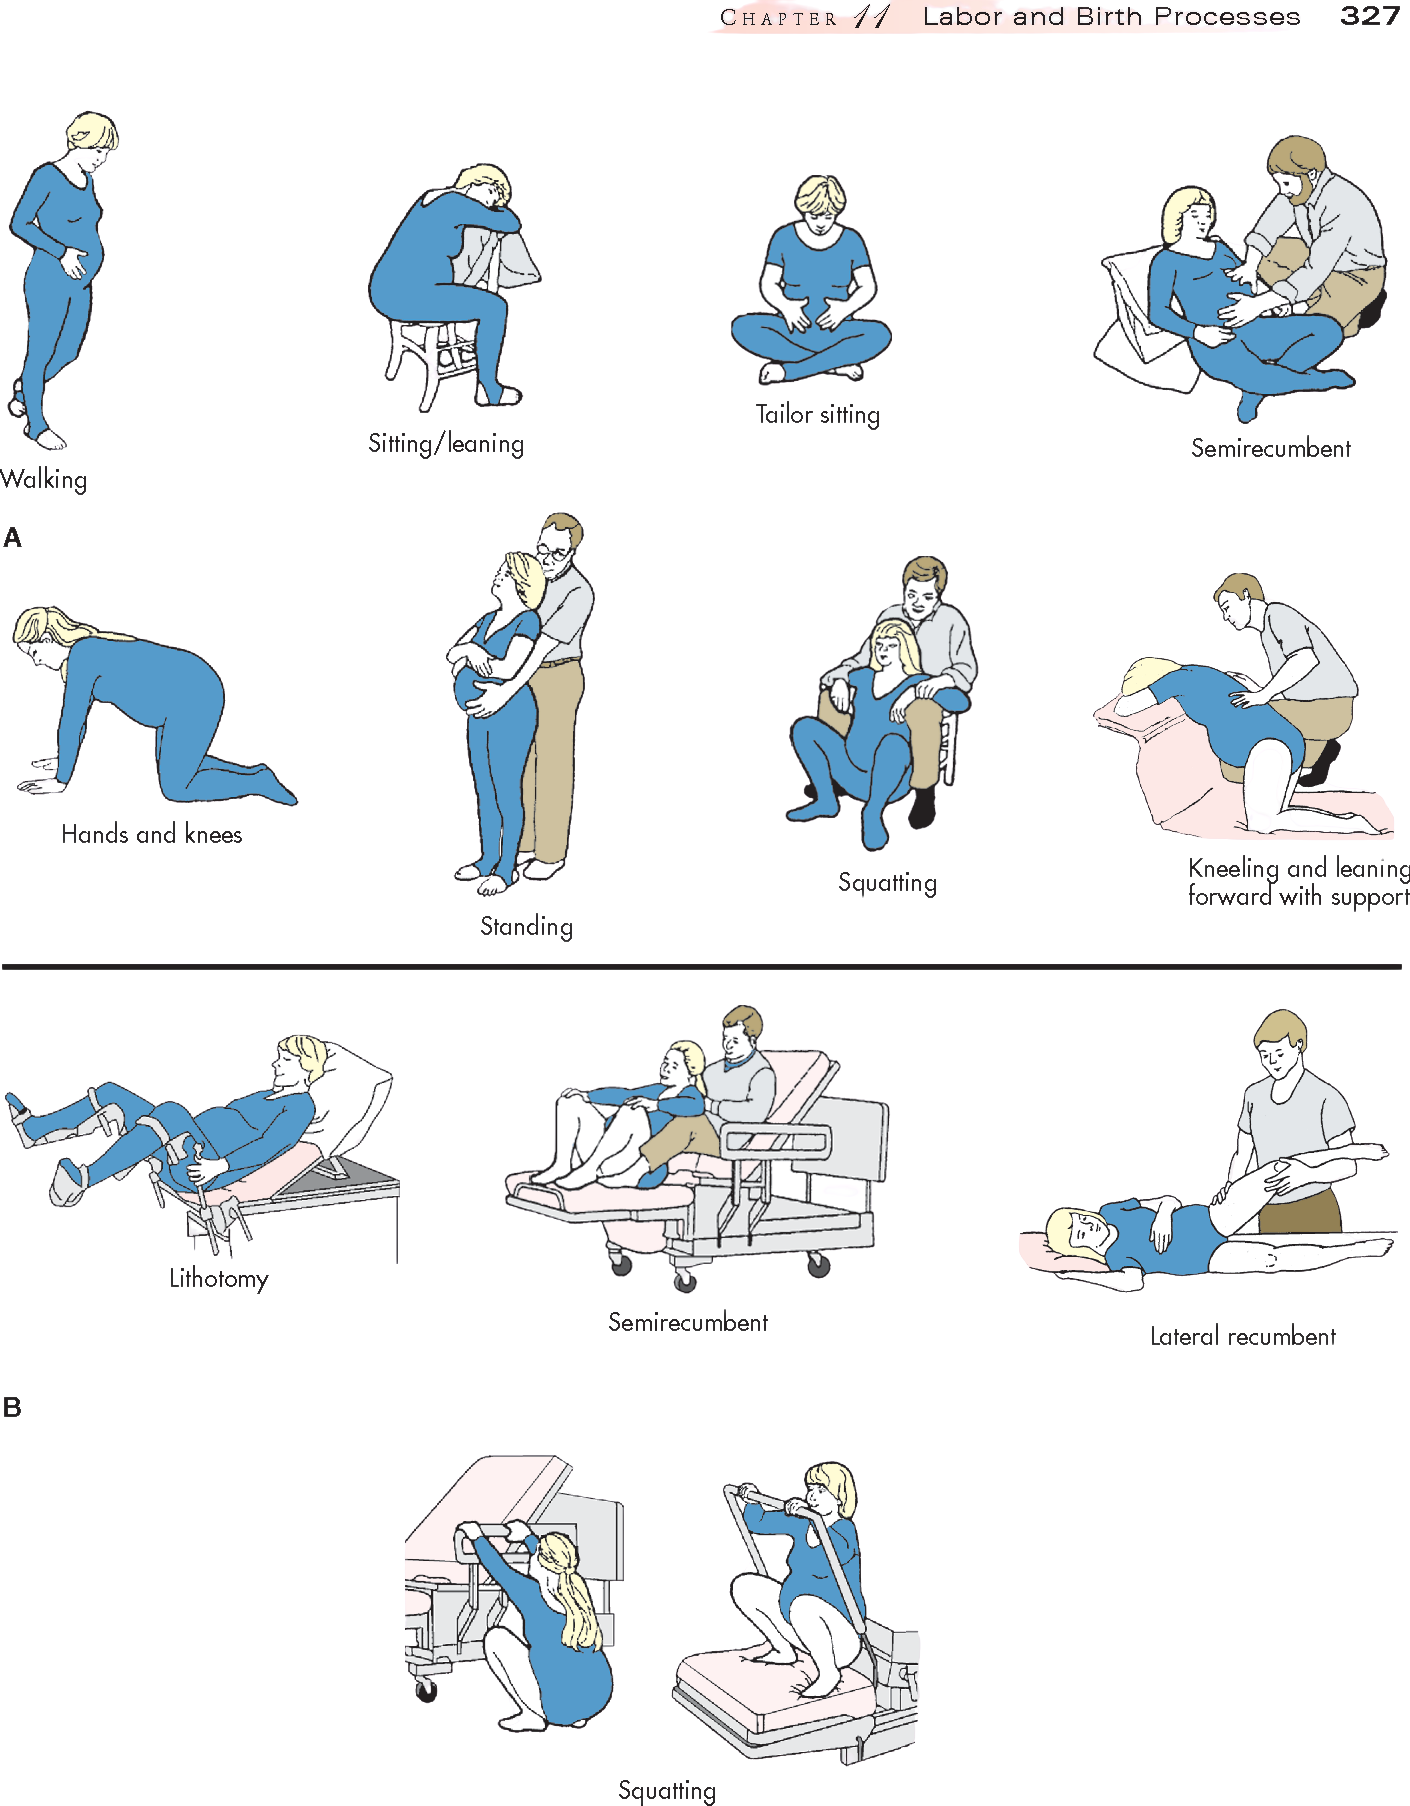 CHAPTER 11 Labor and Birth Processes 327
Walking
Sitting/leaning
Tailor sitting
Semirecumbent
A
Hands and knees
Standing
Squatting
Kneeling and leaning
forward with support
Lithotomy
Semirecumbent
Lateral recumbent
B
Squatting